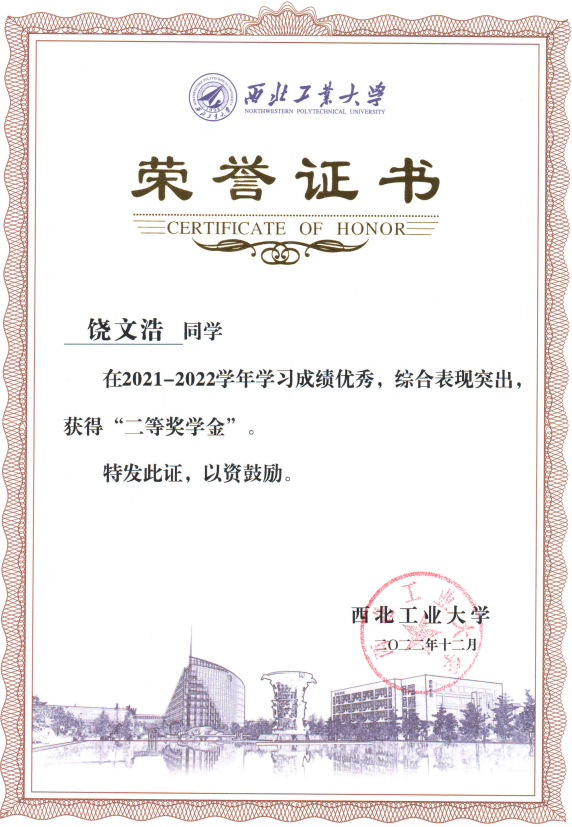 西北工业大学
NORTHWESTERN POLYTECHNICAL UNIVERSITY
荣誉证书
CERTIFICATE OF HONOR
饶文浩 同学
在2021-2022学年学习成绩优秀，综合表现突出，
获得“二等奖学金”。
特发此证，以资鼓励。
西北工业大学
二〇二二年十二月